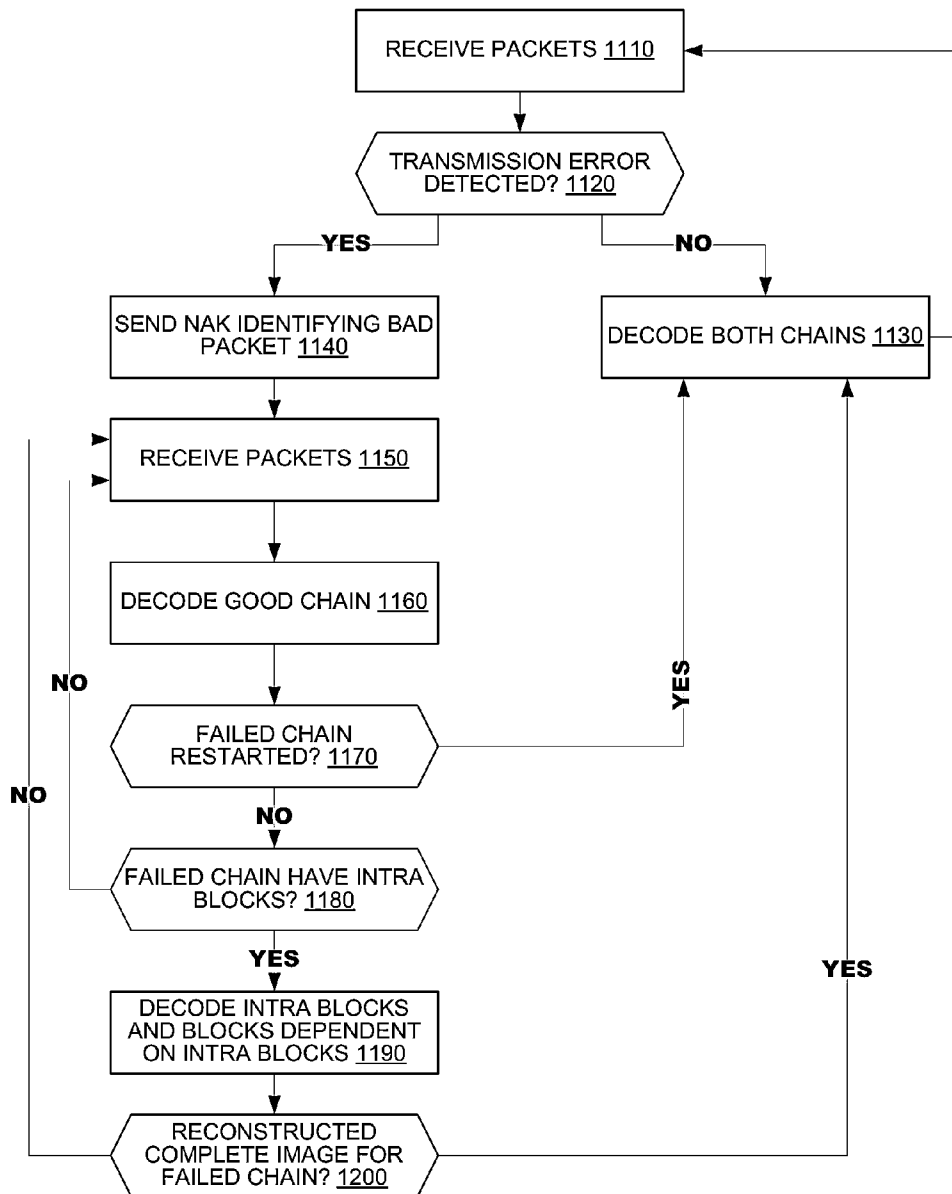 RECEIVE PACKETS 1110
TRANSMISSION ERROR
DETECTED? 1120
YES
NO
SEND NAK IDENTIFYING BAD
PACKET 1140
DECODE BOTH CHAINS 1130
RECEIVE PACKETS 1150
DECODE GOOD CHAIN 1160
NO
YES
FAILED CHAIN
RESTARTED? 1170
NO
NO
FAILED CHAIN HAVE INTRA
BLOCKS? 1180
YES
YES
DECODE INTRA BLOCKS
AND BLOCKS DEPENDENT
ON INTRA BLOCKS 1190
RECONSTRUCTED
COMPLETE IMAGE FOR
FAILED CHAIN? 1200